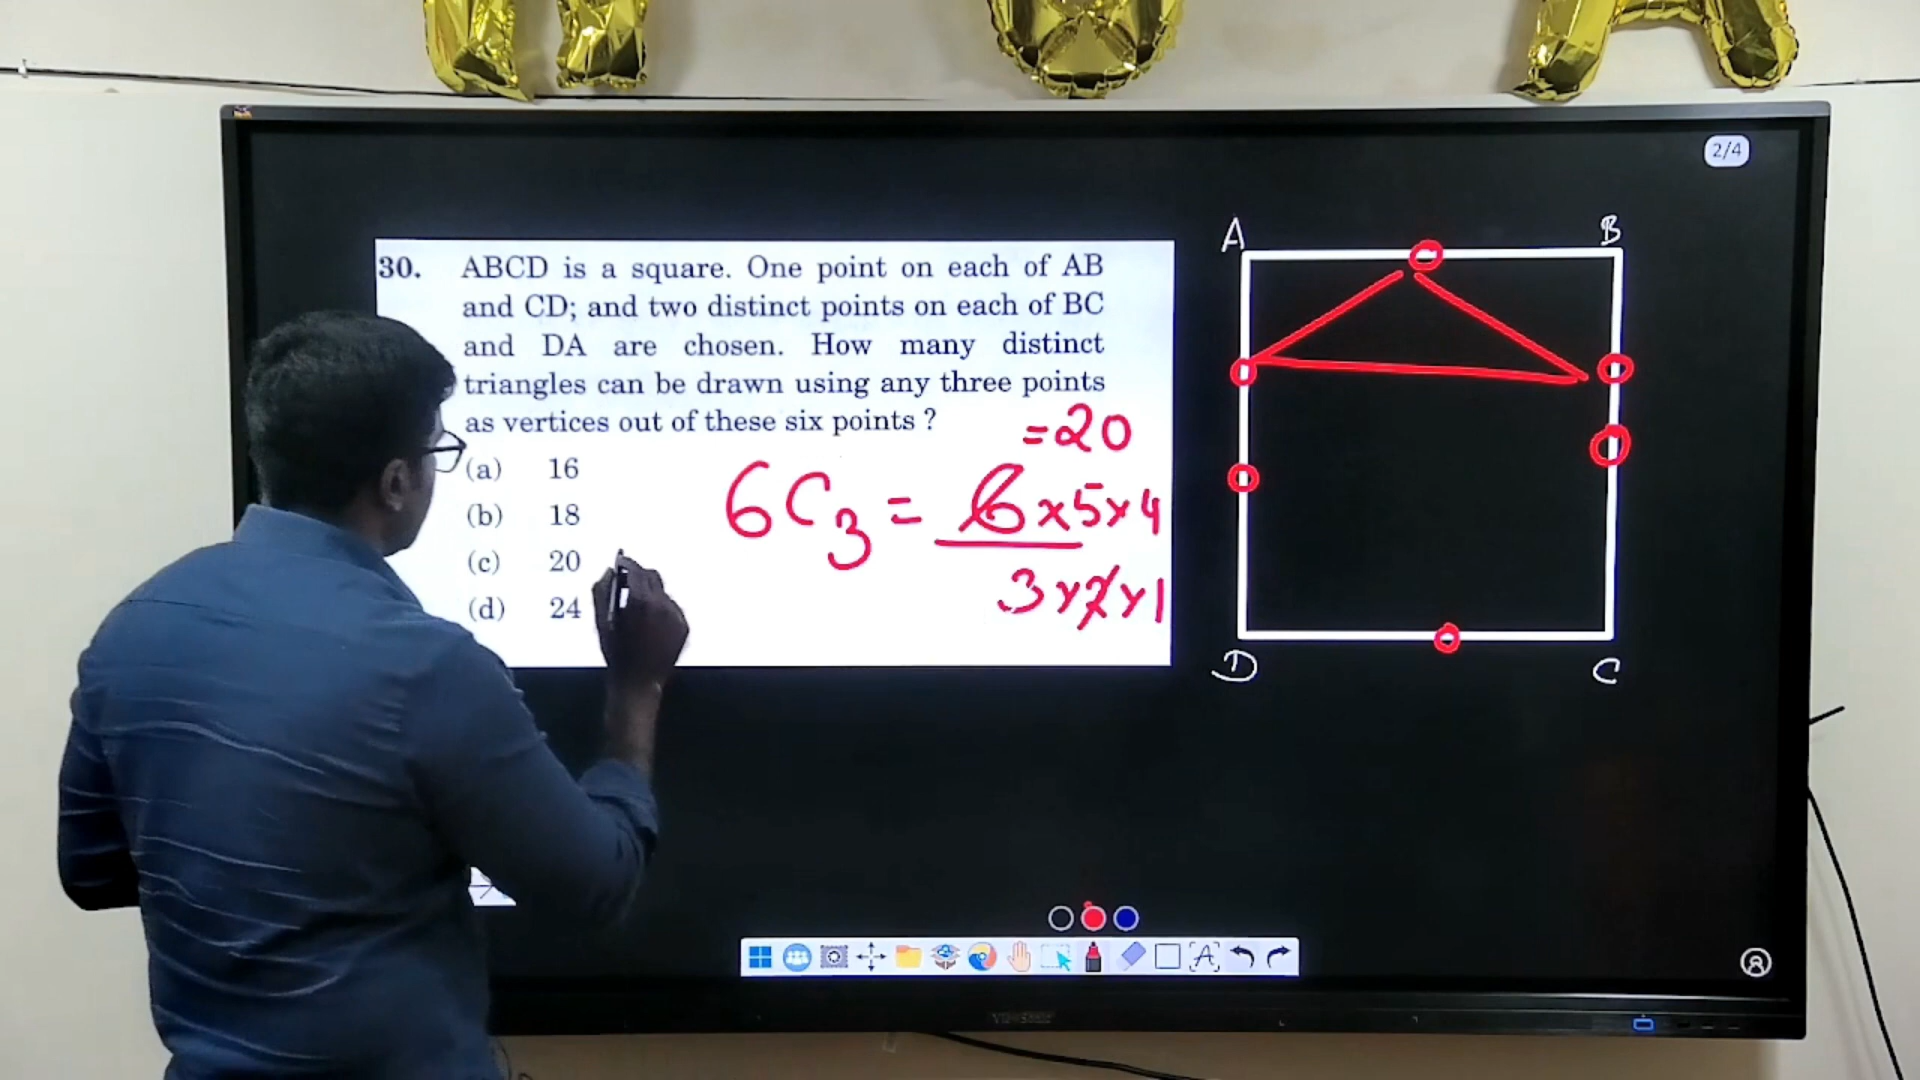 2/4
30. ABCD is a square. One point on each of AB
and CD; and two distinct points on each of BC
and DA are chosen. How many distinct
triangles can be drawn using any three points
as vertices out of these six points ?
(a) 16
(b) 18
(c) 20
(d) 24
=20
6C3 = 6x5x4
3x2x1
A
B
D
C